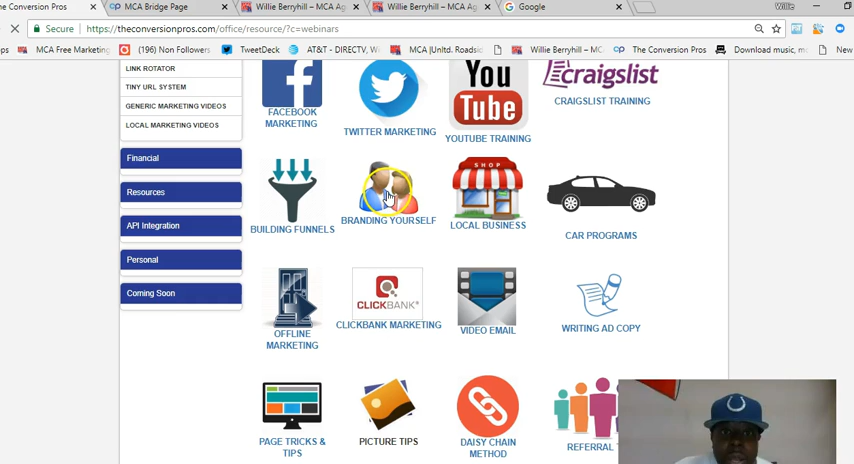 The Conversion Pros
MCA Bridge Page
Willie Berryhill – MCA Ag
Willie Berryhill – MCA Ag
Google
Willie
Secure
https://theconversionpros.com/office/resource/?c=webinars
MCA Free Marketing
(196) Non Followers
TweetDeck
AT&T - DIRECTV, W
MCA |Unltd. Roadsid
Willie Berryhill – MC
The Conversion Pros
Download music, m
New
LINK ROTATOR
TINY URL SYSTEM
GENERIC MARKETING VIDEOS
LOCAL MARKETING VIDEOS
Financial
Resources
API Integration
Personal
Coming Soon
FACEBOOK
MARKETING
TWITTER MARKETING
You
Tube
YOUTUBE TRAINING
craigslist
CRAIGSLIST TRAINING
BUILDING FUNNELS
BRANDING YOURSELF
SHOP
LOCAL BUSINESS
CAR PROGRAMS
OFFLINE
MARKETING
CLICKBANK
CLICKBANK MARKETING
VIDEO EMAIL
WRITING AD COPY
PAGE TRICKS &
TIPS
PICTURE TIPS
DAISY CHAIN
METHOD
REFERRAL